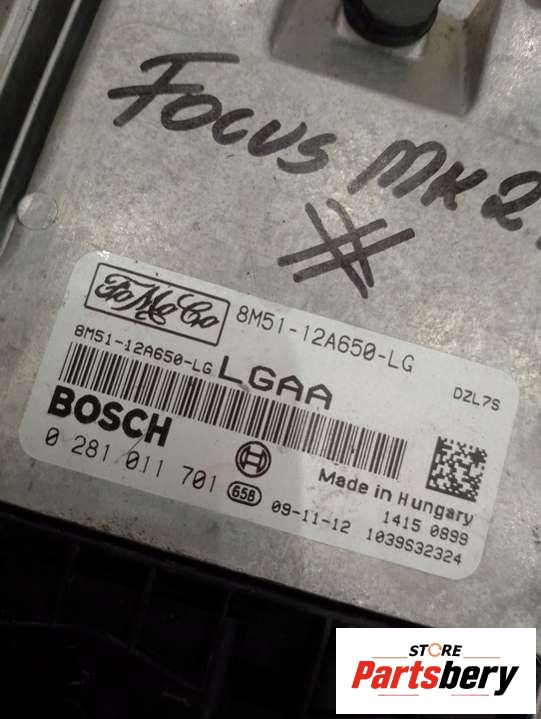 FOCUS MK2
FoMoCo
8M51-12A650-LG
8M51-12A650-LG
LGAA
DZL7S
BOSCH
0 281 011 701
65B
Made in Hungary
1415 0899
09-11-12
1039S32324
STORE
Partsbery